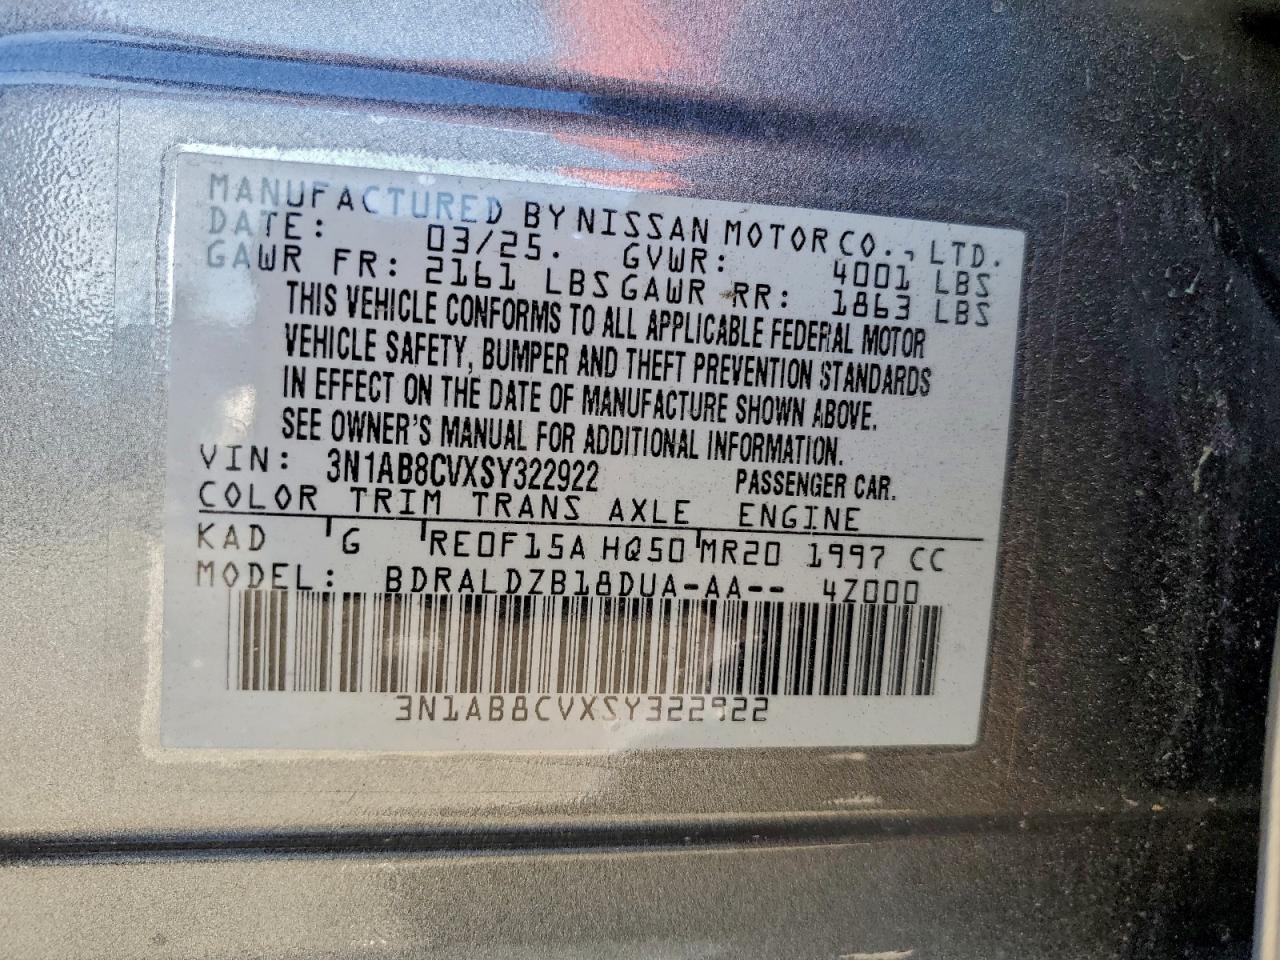 MANUFACTURED BY NISSAN MOTOR CO., LTD.
DATE: 03/25. GVWR: 4001 LBS
GAWR FR: 2161 LBS GAWR RR: 1863 LBS
THIS VEHICLE CONFORMS TO ALL APPLICABLE FEDERAL MOTOR
VEHICLE SAFETY, BUMPER AND THEFT PREVENTION STANDARDS
IN EFFECT ON THE DATE OF MANUFACTURE SHOWN ABOVE.
SEE OWNER'S MANUAL FOR ADDITIONAL INFORMATION.
VIN: 3N1AB8CVXSY322922 PASSENGER CAR.
COLOR TRIM TRANS AXLE ENGINE
KAD G RE0F15A HQ50 MR20 1997 CC
MODEL: BDRALDZB18DUA-AA-- 4Z000
3N1AB8CVXSY322922